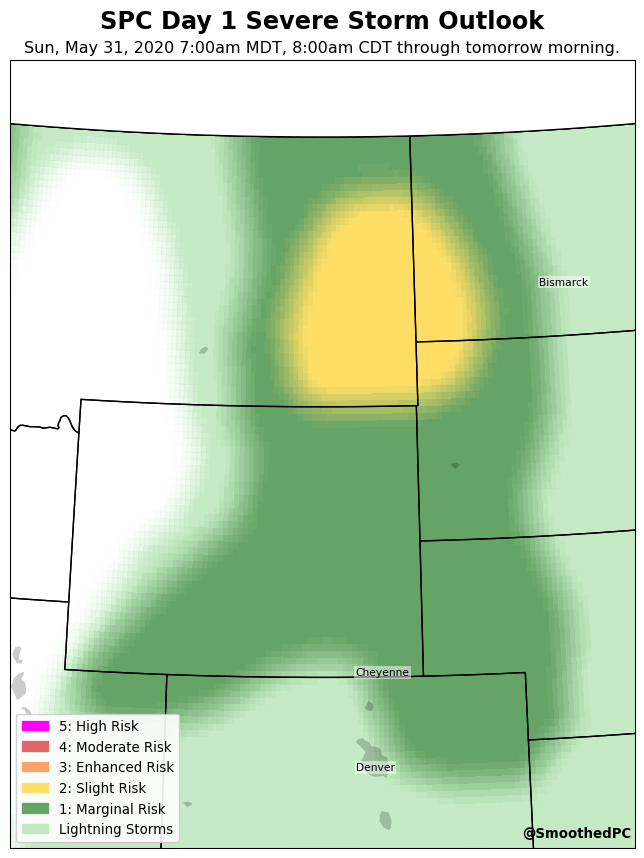 SPC Day 1 Severe Storm Outlook
Sun, May 31, 2020 7:00am MDT, 8:00am CDT through tomorrow morning.
Bismarck
Cheyenne
Denver
5: High Risk
4: Moderate Risk
3: Enhanced Risk
2: Slight Risk
1: Marginal Risk
Lightning Storms
@SmoothedPC